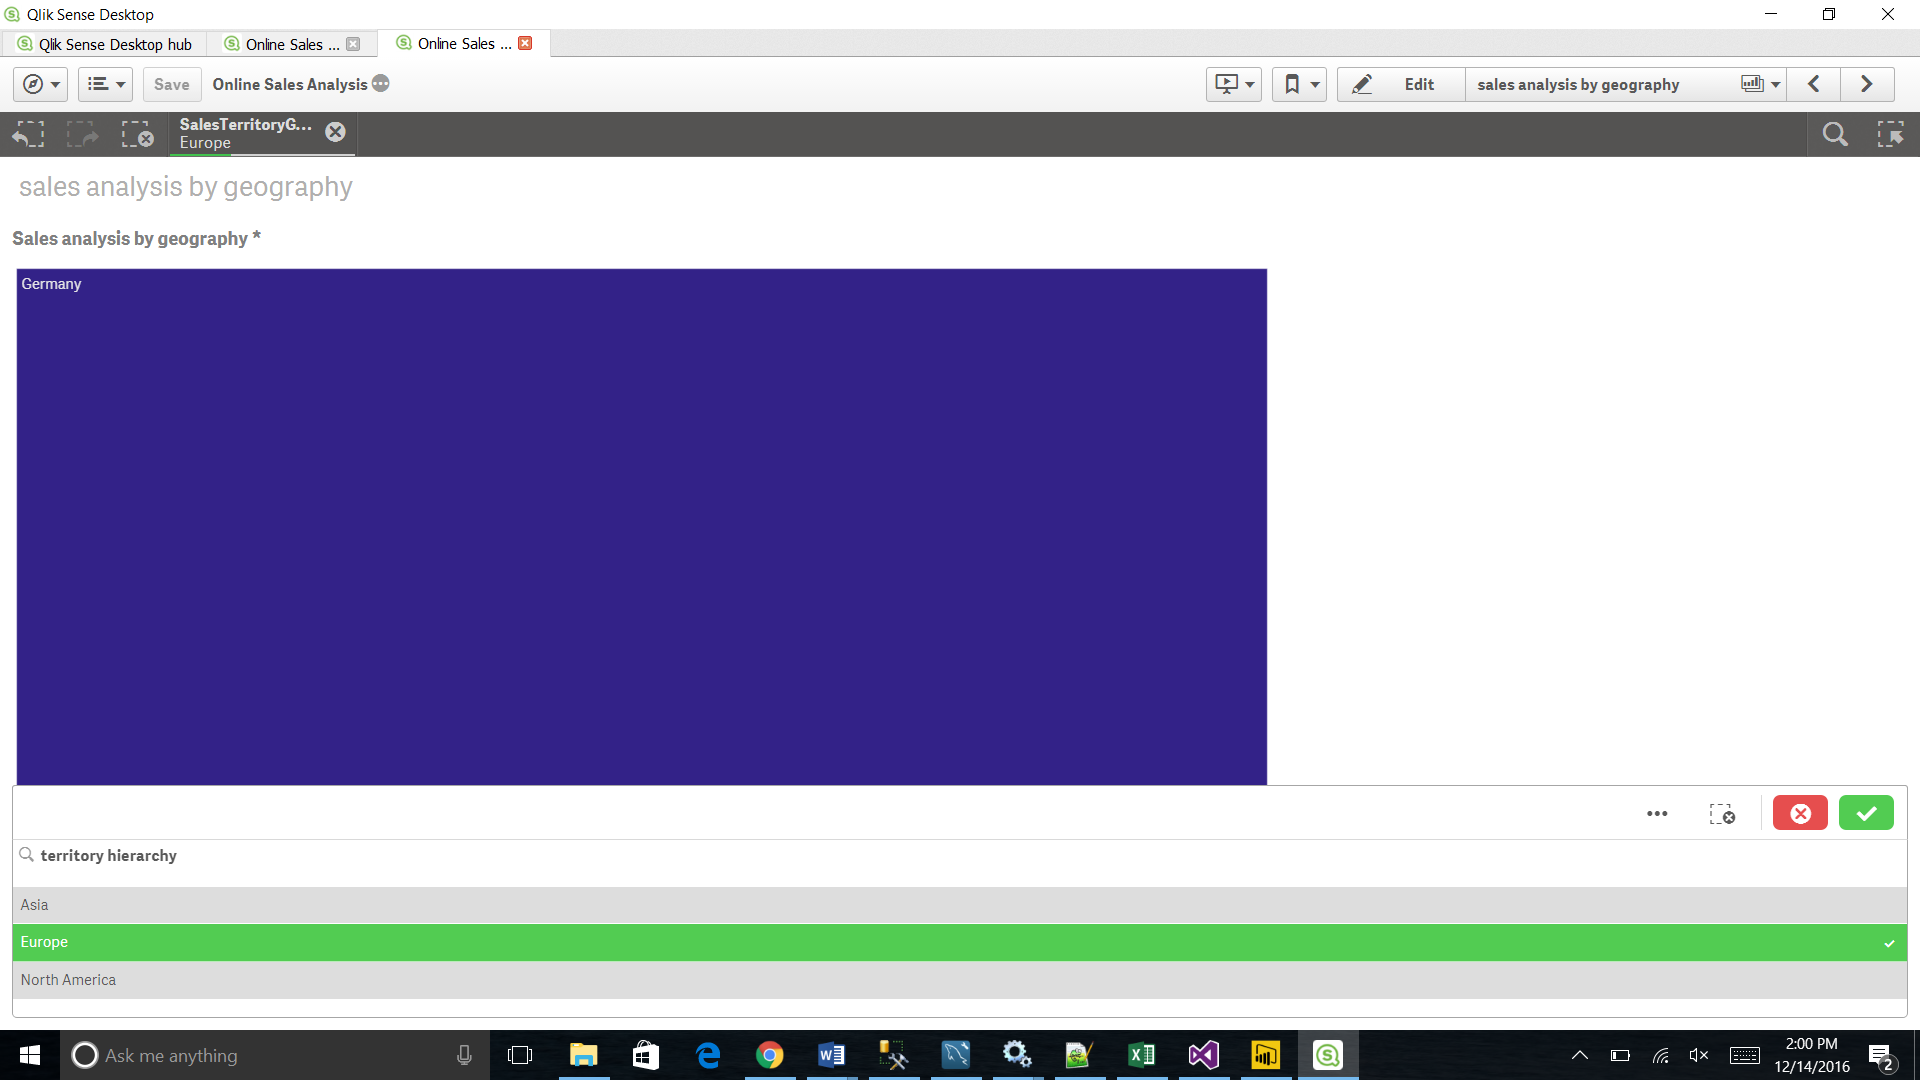 Qlik Sense Desktop
Qlik Sense Desktop hub
Online Sales ...
Online Sales ...
Save
Online Sales Analysis
Edit
sales analysis by geography
SalesTerritoryG...
Europe
sales analysis by geography
Sales analysis by geography *
Germany
territory hierarchy
Asia
Europe
North America
Ask me anything
2:00 PM
12/14/2016
2